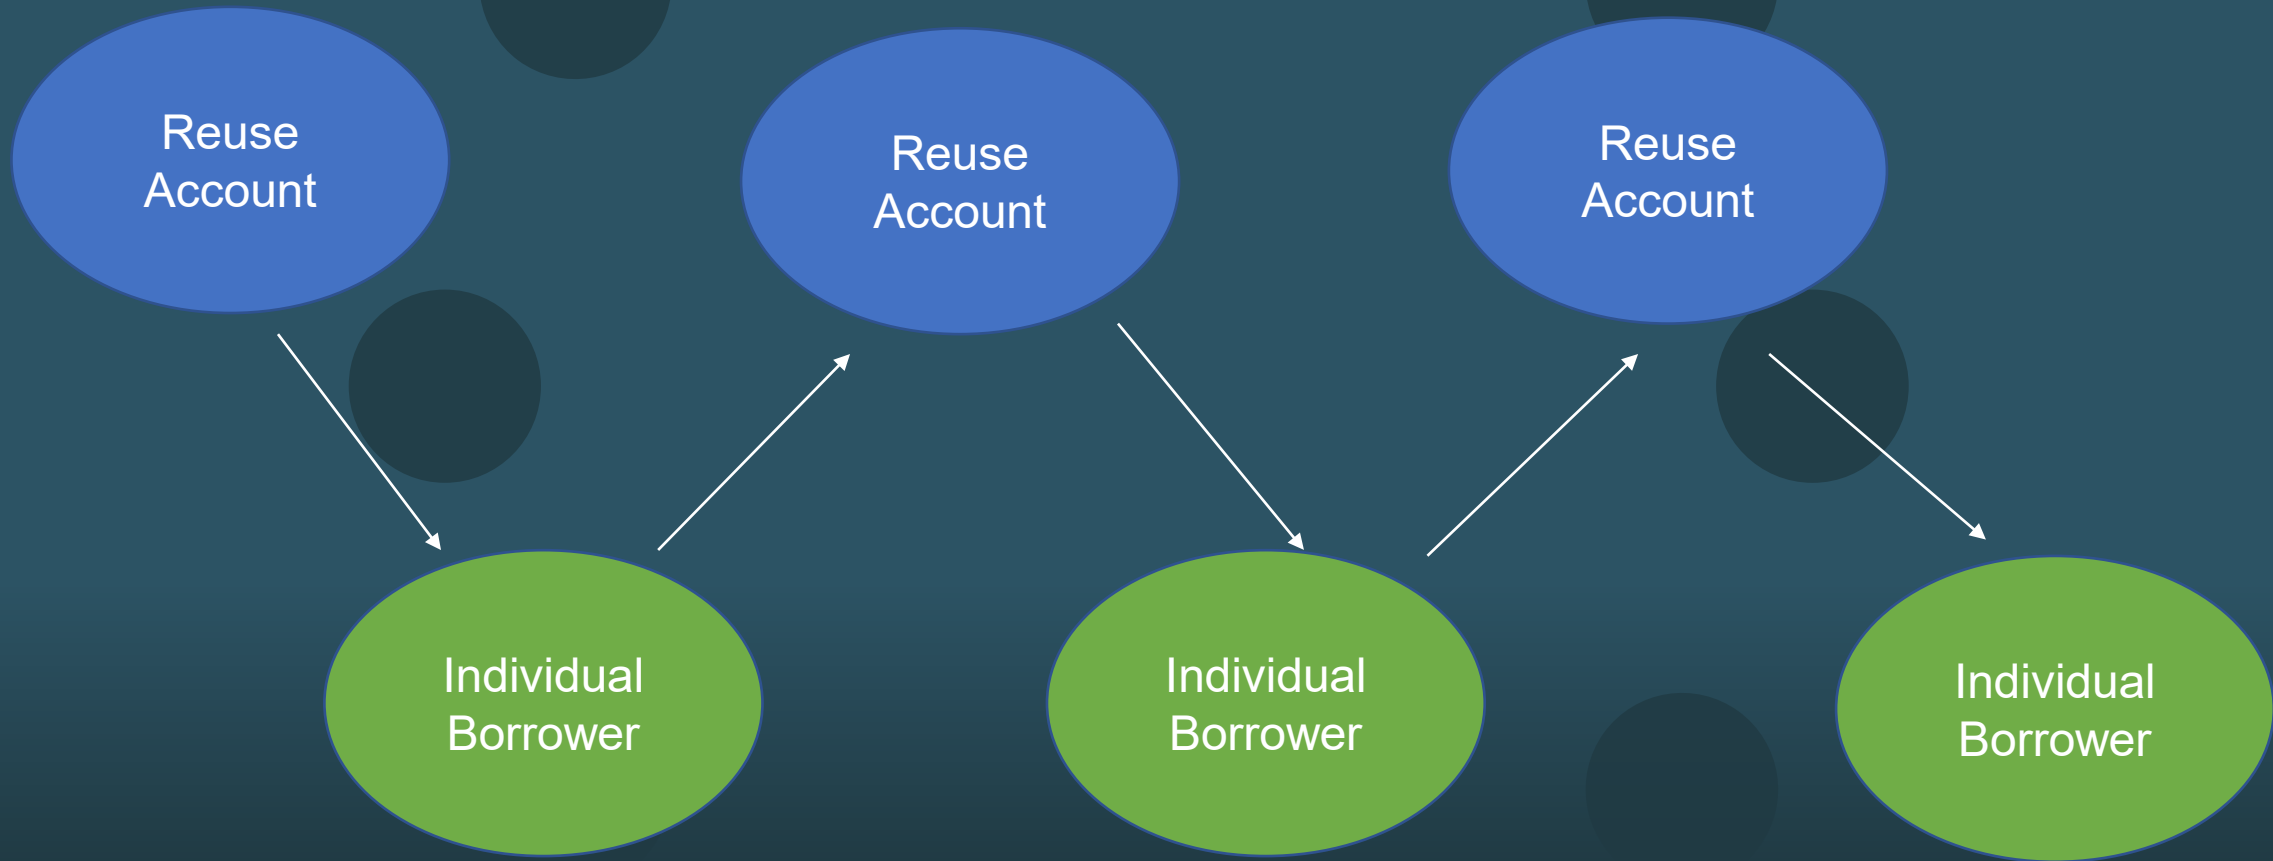 Reuse
Account
Reuse
Account
Reuse
Account
Individual
Borrower
Individual
Borrower
Individual
Borrower